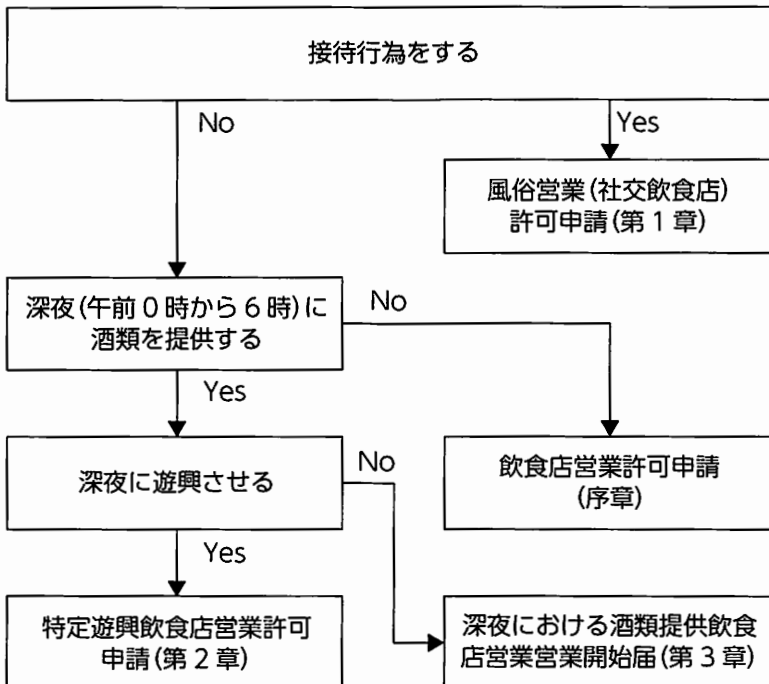 接待行為をする
No
Yes
風俗営業(社交飲食店)
許可申請(第1章)
深夜(午前0時から6時)に
酒類を提供する
No
Yes
深夜に遊興させる
No
飲食店営業許可申請
(序章)
Yes
特定遊興飲食店営業許可
申請(第2章)
深夜における酒類提供飲食
店営業営業開始届(第3章)